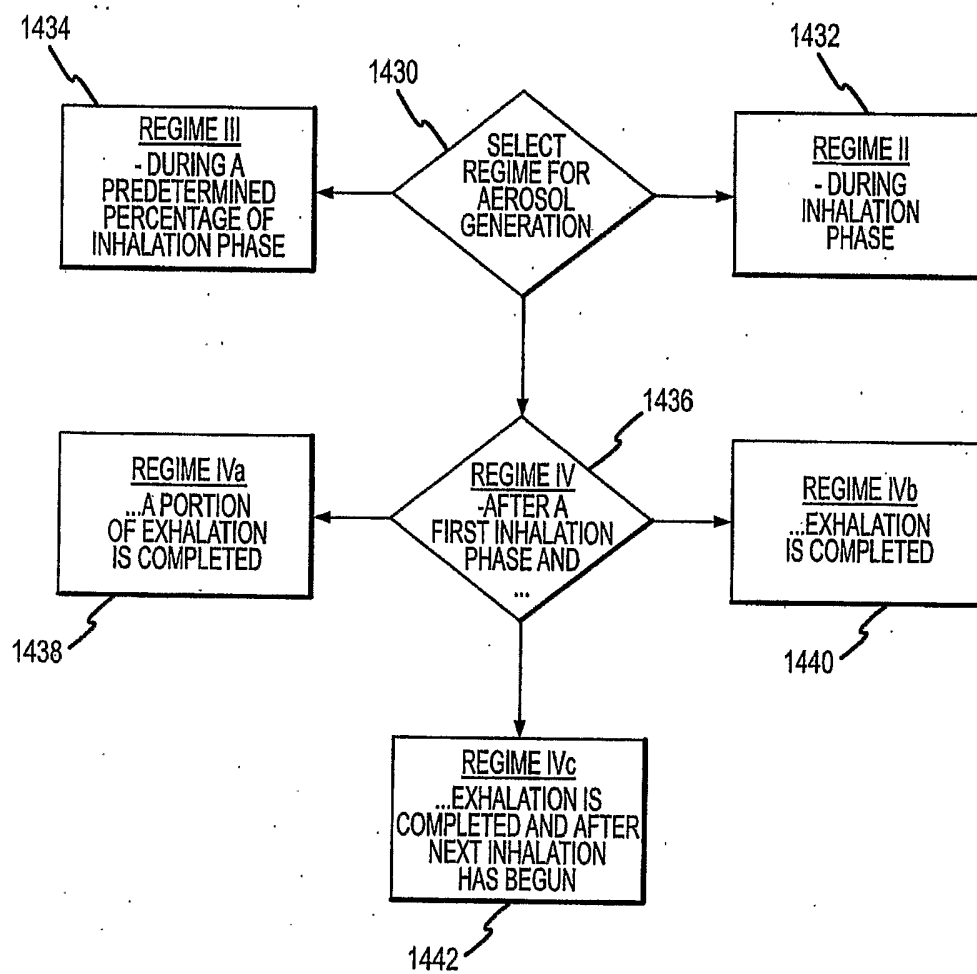 1434
REGIME III
- DURING A
PREDETERMINED
PERCENTAGE OF
INHALATION PHASE
1430
SELECT
REGIME FOR
AEROSOL
GENERATION
1432
REGIME II
- DURING
INHALATION
PHASE
REGIME IVa
...A PORTION
OF EXHALATION
IS COMPLETED
1438
1436
REGIME IV
-AFTER A
FIRST INHALATION
PHASE AND
...
REGIME IVb
...EXHALATION
IS COMPLETED
1440
REGIME IVc
...EXHALATION IS
COMPLETED AND AFTER
NEXT INHALATION
HAS BEGUN
1442